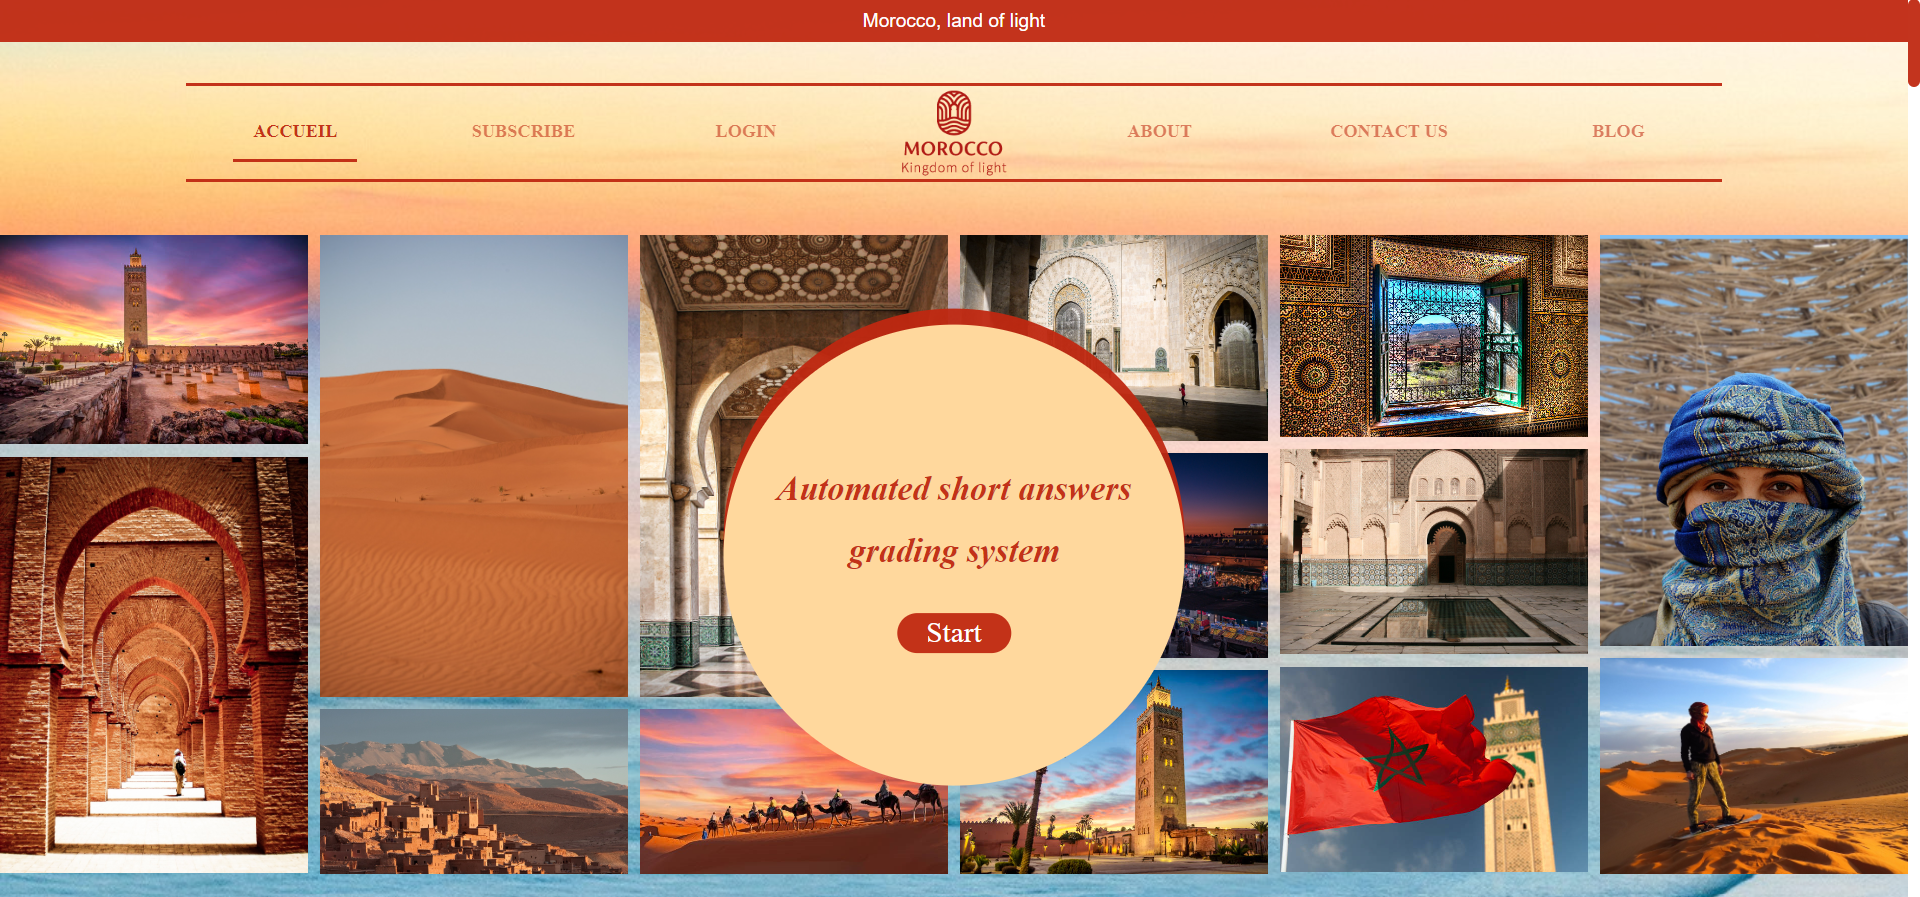 Morocco, land of light
ACCUEIL
SUBSCRIBE
LOGIN
MOROCCO
Kingdom of light
ABOUT
CONTACT US
BLOG
Automated short answers
grading system
Start